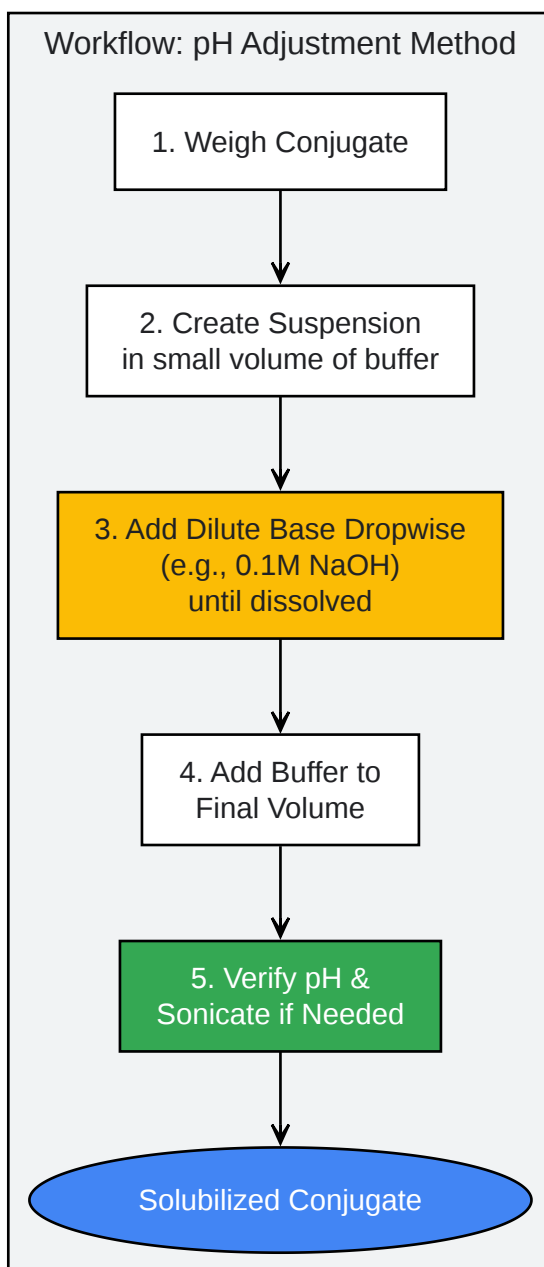 Workflow: pH Adjustment Method
1. Weigh Conjugate
2. Create Suspension
in small volume of buffer
3. Add Dilute Base Dropwise
(e.g., 0.1M NaOH)
until dissolved
4. Add Buffer to
Final Volume
5. Verify pH &
Sonicate if Needed
Solubilized Conjugate